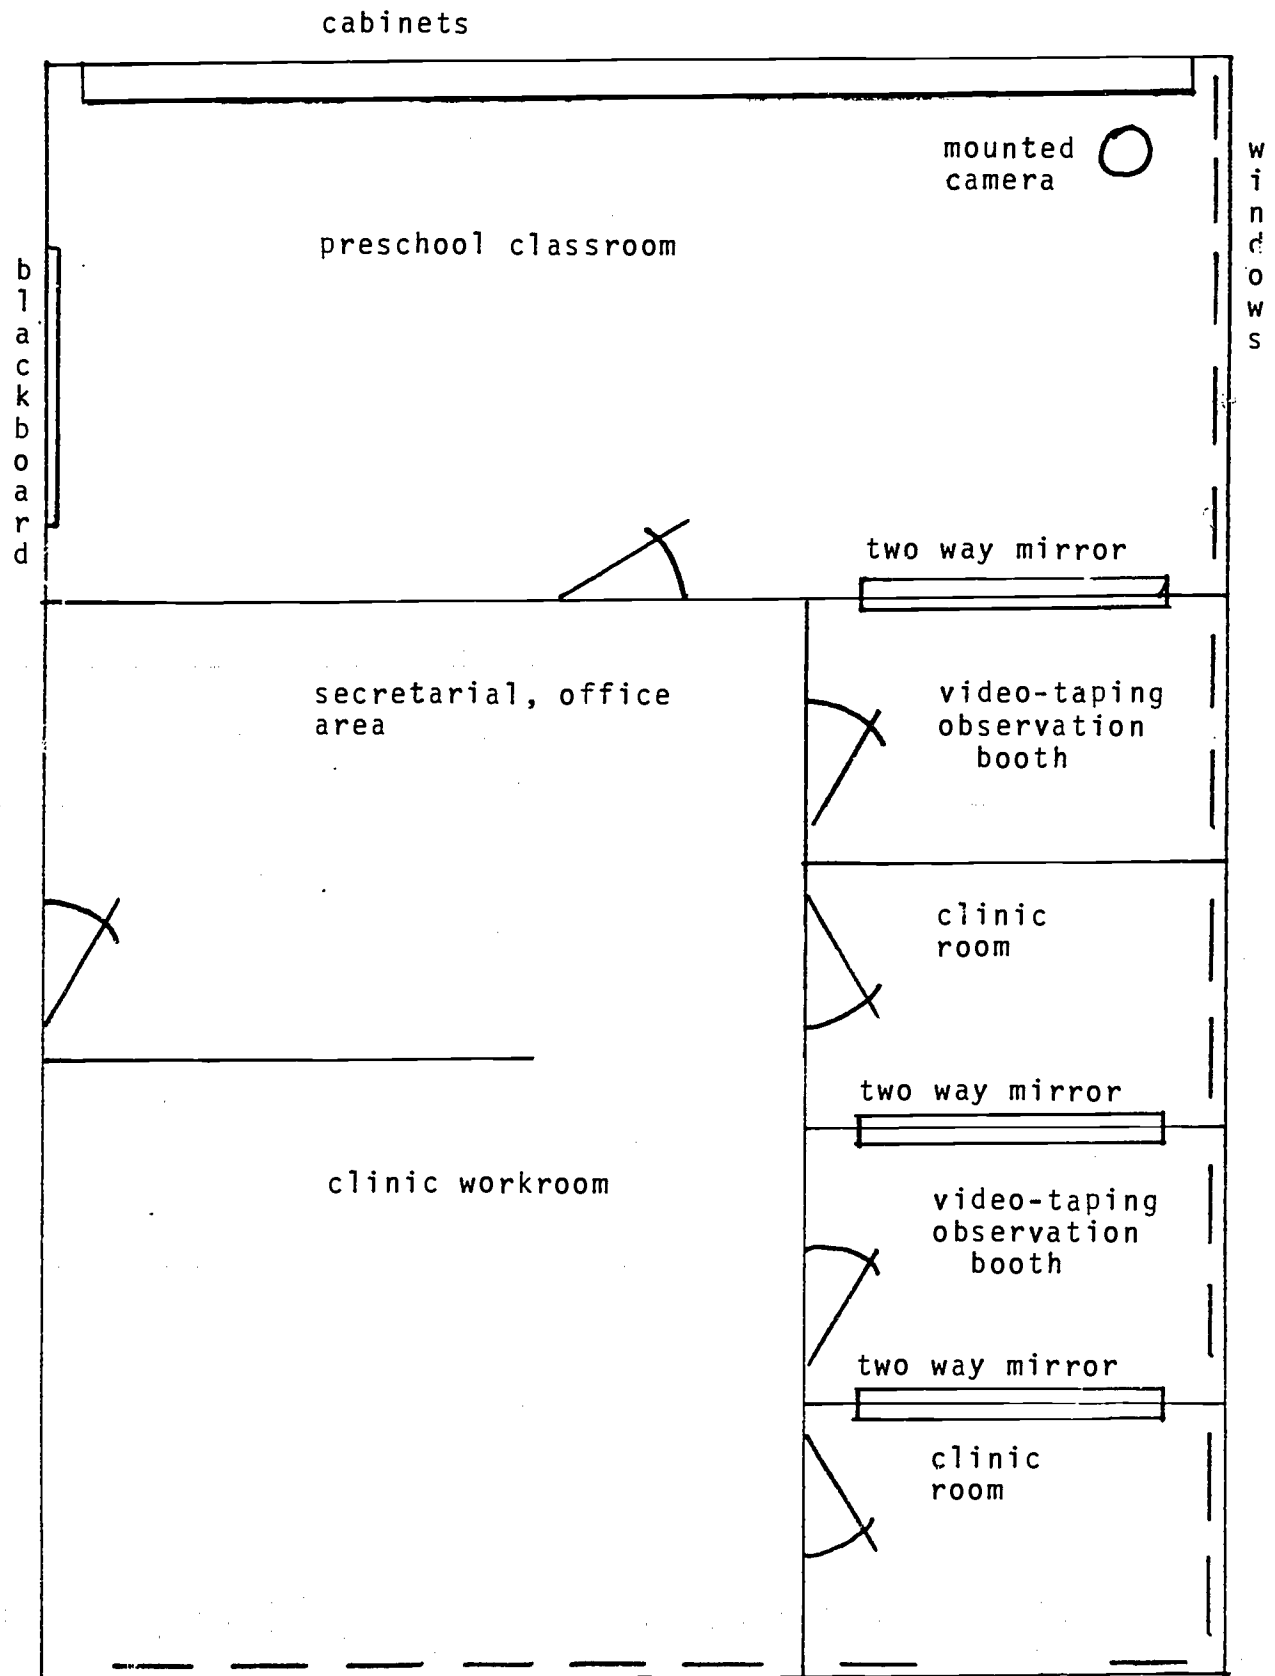 cabinets
mounted
camera
windows
preschool classroom
blackboard
two way mirror
secretarial, office
area
video-taping
observation
booth
clinic
room
two way mirror
clinic workroom
video-taping
observation
booth
two way mirror
clinic
room